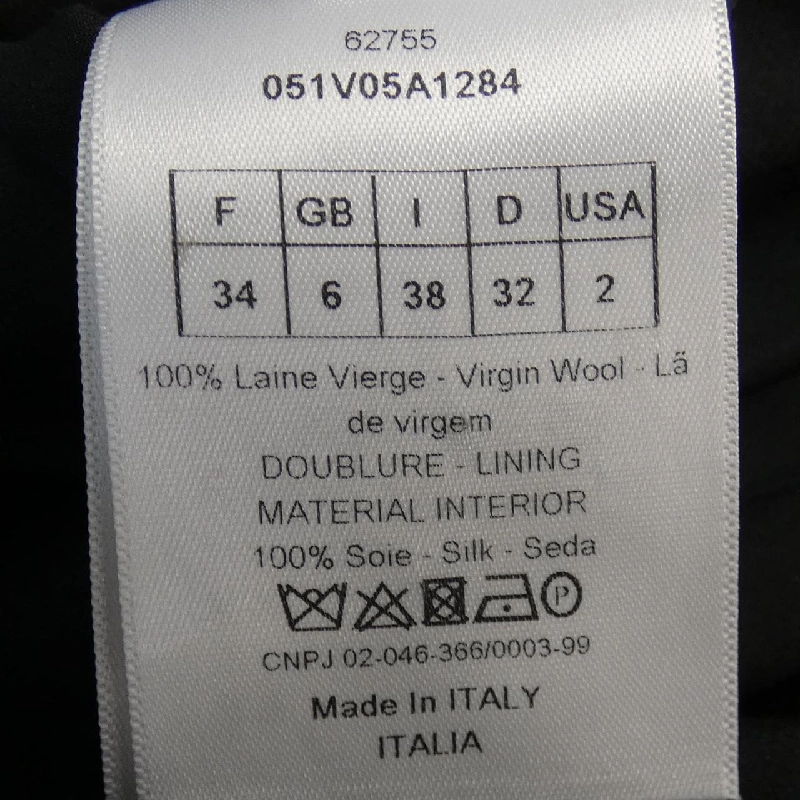 62755
051V05A1284
F GB I D USA
34 6 38 32 2
100% Laine Vierge - Virgin Wool - Lã
de virgem
DOUBLURE - LINING
MATERIAL INTERIOR
100% Soie - Silk - Seda
P
CNPJ 02-046-366/0003-99
Made In ITALY
ITALIA